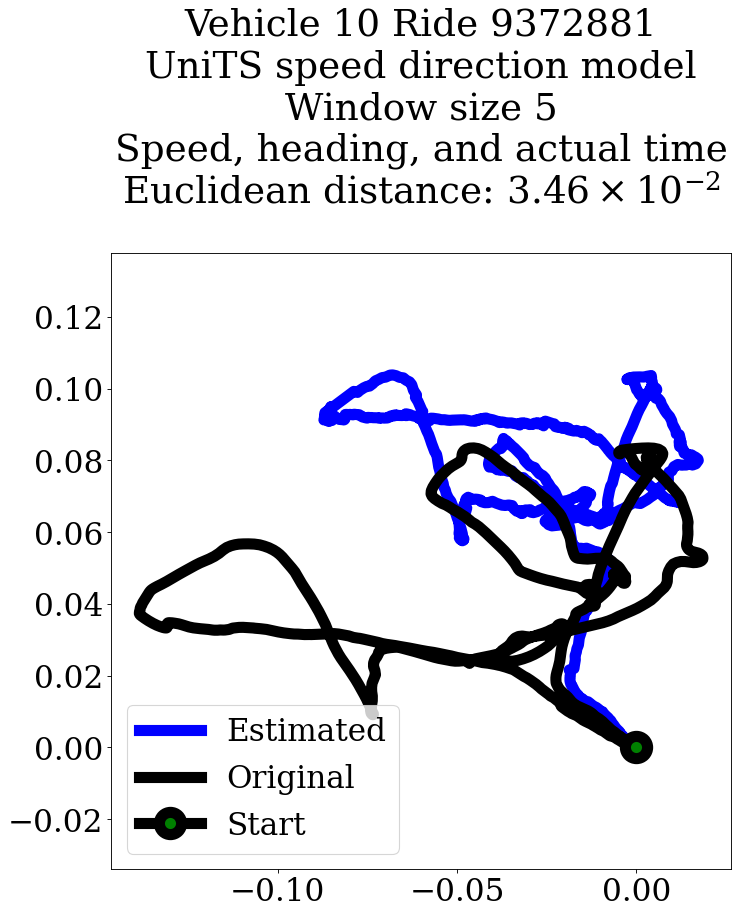 Vehicle 10 Ride 9372881
UniTS speed direction model
Window size 5
Speed, heading, and actual time
Euclidean distance: 3.46 × 10⁻²
0.12
0.10
0.08
0.06
0.04
0.02
0.00
−0.02
Estimated
Original
Start
−0.10
−0.05
0.00